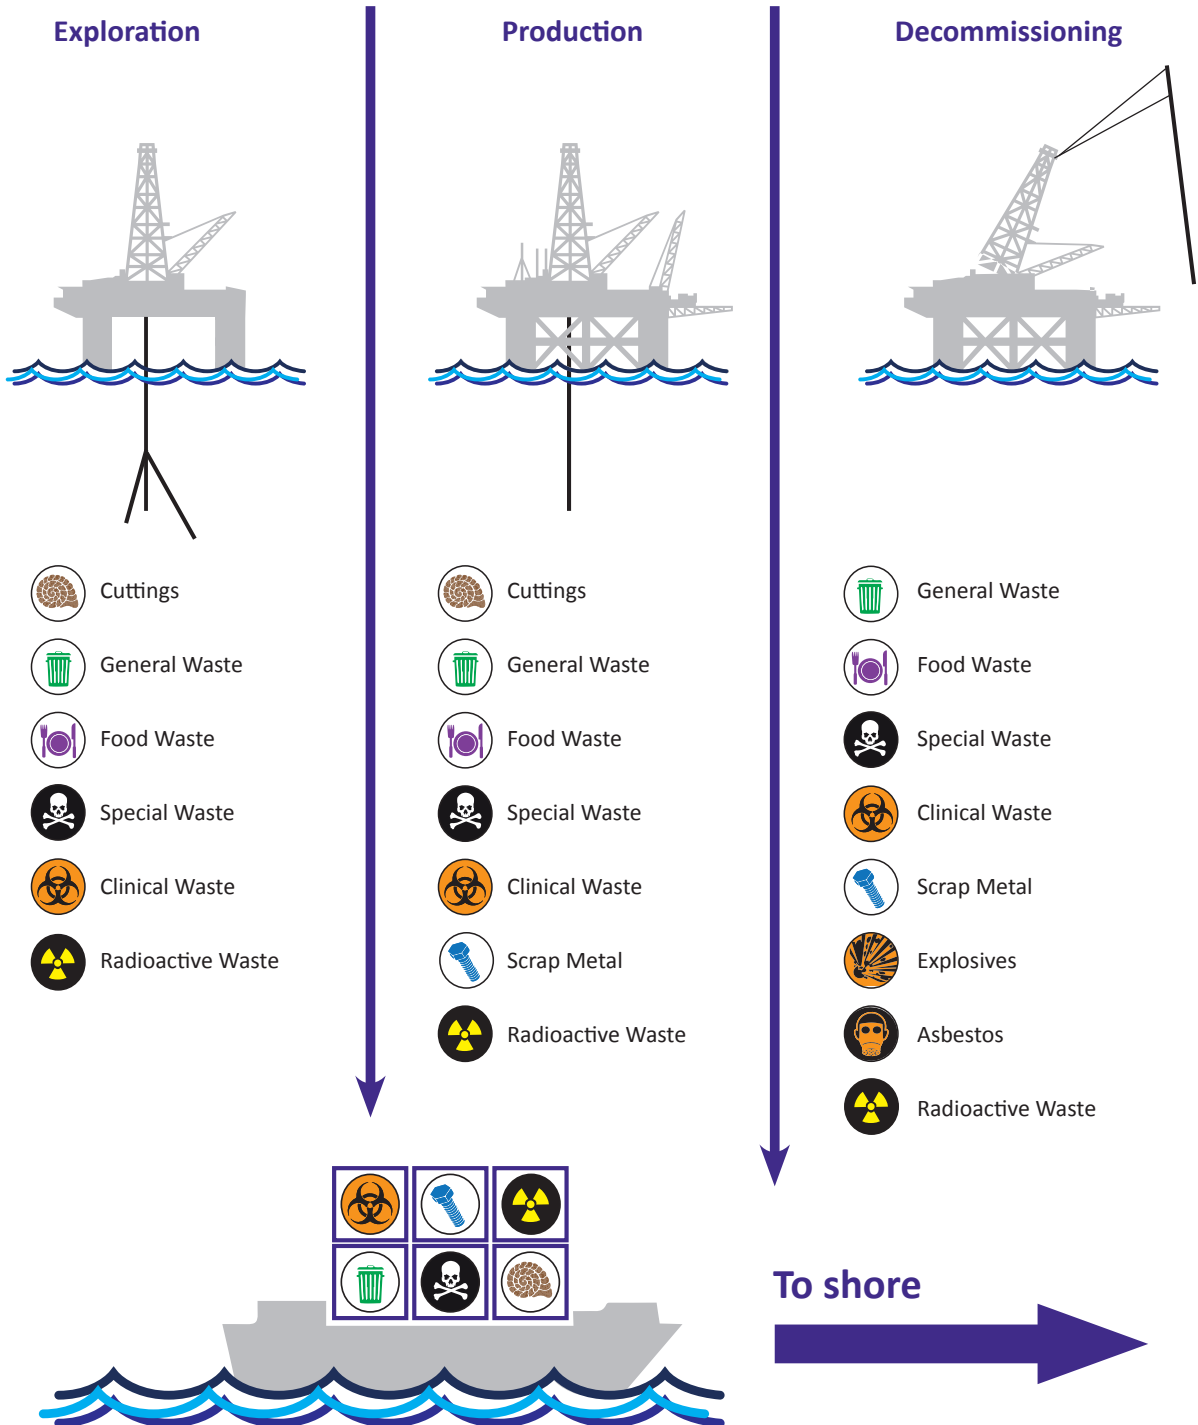 Exploration
Production
Decommissioning
Cuttings
General Waste
Food Waste
Special Waste
Clinical Waste
Radioactive Waste
Cuttings
General Waste
Food Waste
Special Waste
Clinical Waste
Scrap Metal
Radioactive Waste
General Waste
Food Waste
Special Waste
Clinical Waste
Scrap Metal
Explosives
Asbestos
Radioactive Waste
To shore